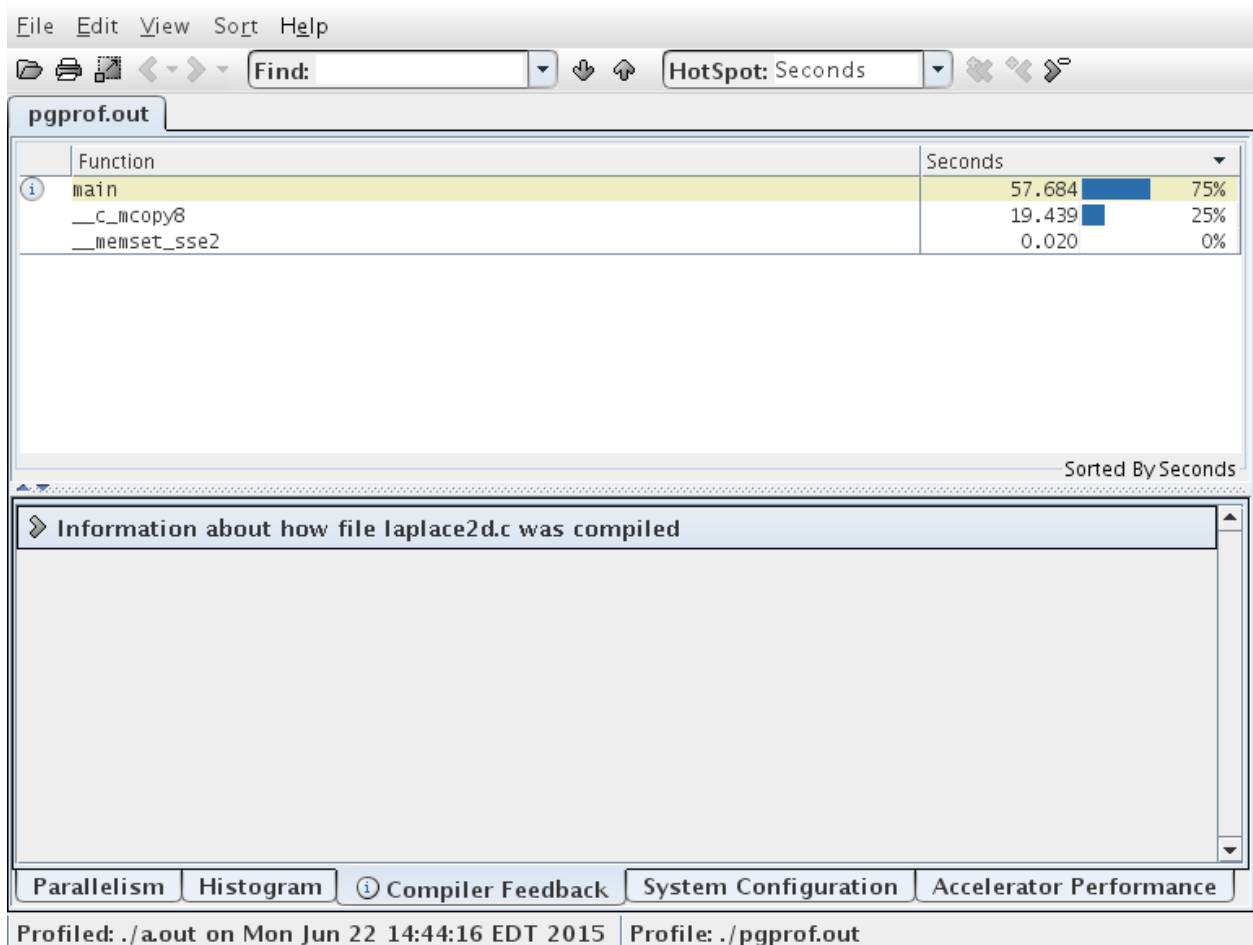 File Edit View Sort Help
Find: HotSpot: Seconds
pgprof.out
Function Seconds
main 57.684 75%
__c_mcopy8 19.439 25%
__memset_sse2 0.020 0%
Sorted By Seconds
Information about how file laplace2d.c was compiled
Parallelism Histogram Compiler Feedback System Configuration Accelerator Performance
Profiled: ./a.out on Mon Jun 22 14:44:16 EDT 2015 Profile: ./pgprof.out